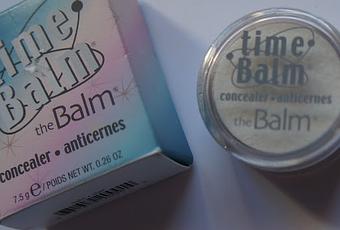 time
Balm®
the Balm®
concealer • anticernes
7.5 g e / POIDS NET WT. 0.26 OZ
time
Balm
concealer • anticernes
the Balm®